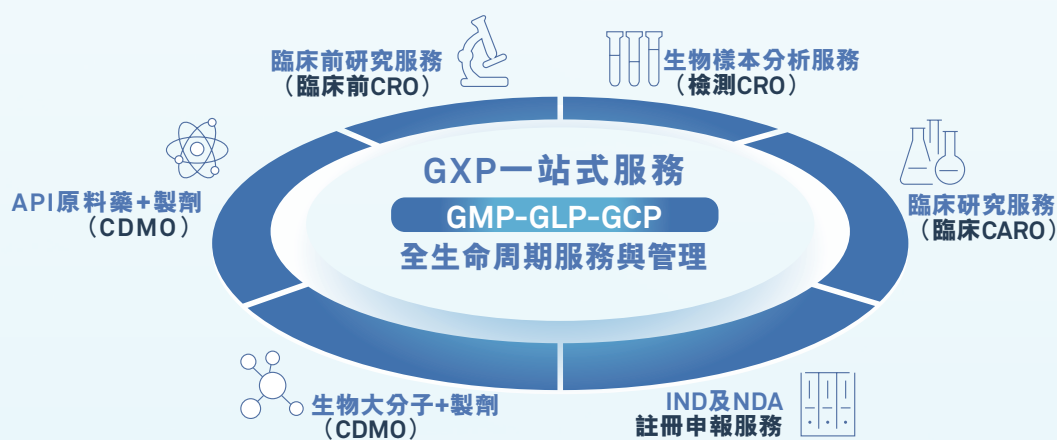 臨床前研究服務
（臨床前CRO）
生物樣本分析服務
（檢測CRO）
API原料藥+製劑
（CDMO）
GXP一站式服務
GMP-GLP-GCP
全生命周期服務與管理
臨床研究服務
（臨床CARO）
生物大分子+製劑
（CDMO）
IND及NDA
註冊申報服務